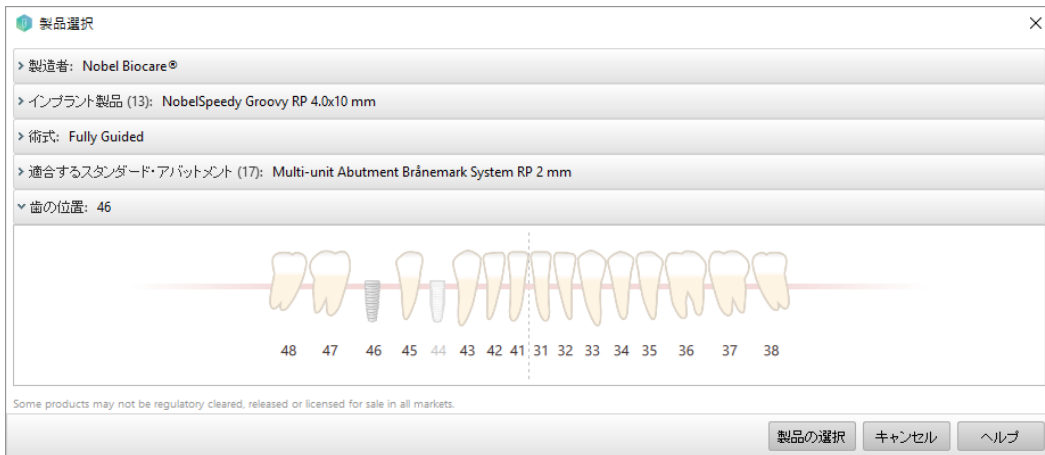 製品選択
製造者: Nobel Biocare®
インプラント製品 (13): NobelSpeedy Groovy RP 4.0x10 mm
術式: Fully Guided
適合するスタンダード・アバットメント (17): Multi-unit Abutment Brånemark System RP 2 mm
歯の位置: 46
48 47 46 45 44 43 42 41 31 32 33 34 35 36 37 38
Some products may not be regulatory cleared, released or licensed for sale in all markets.
製品の選択 キャンセル ヘルプ